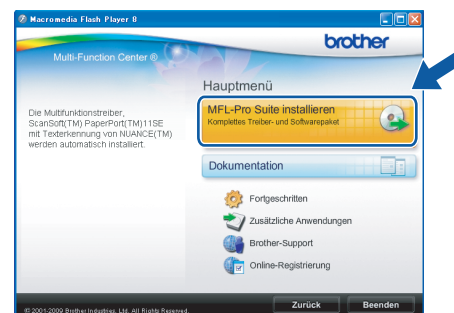 Macromedia Flash Player 8
brother
Multi-Function Center ®
Hauptmenü
MFL-Pro Suite installieren
Komplettes Treiber- und Softwarepaket
Die Multifunktionstreiber,
ScanSoft(TM) PaperPort(TM)11SE
mit Texterkennung von NUANCE(TM)
werden automatisch installiert.
Dokumentation
Fortgeschritten
Zusätzliche Anwendungen
Brother-Support
Online-Registrierung
© 2001-2009 Brother Industries, Ltd. All Rights Reserved.
Zurück
Beenden